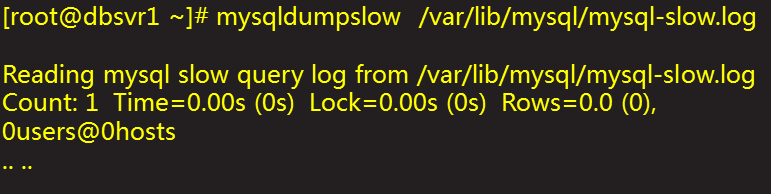 [root@dbsvr1 ~]# mysqldumpslow /var/lib/mysql/mysql-slow.log
Reading mysql slow query log from /var/lib/mysql/mysql-slow.log
Count: 1 Time=0.00s (0s) Lock=0.00s (0s) Rows=0.0 (0),
0users@0hosts
.. ..